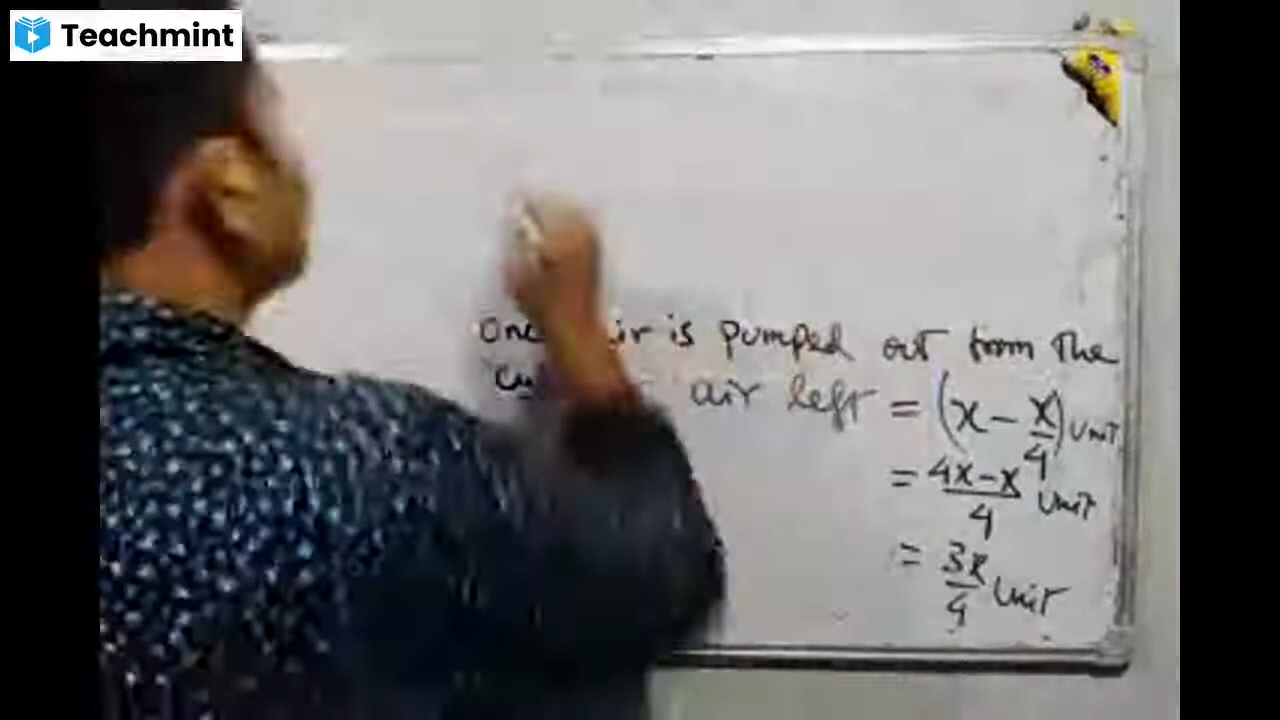 Teachmint
Once air is pumped out from the
air left = (x - x/4) unit
= 4x-x/4 unit
= 3x/4 unit